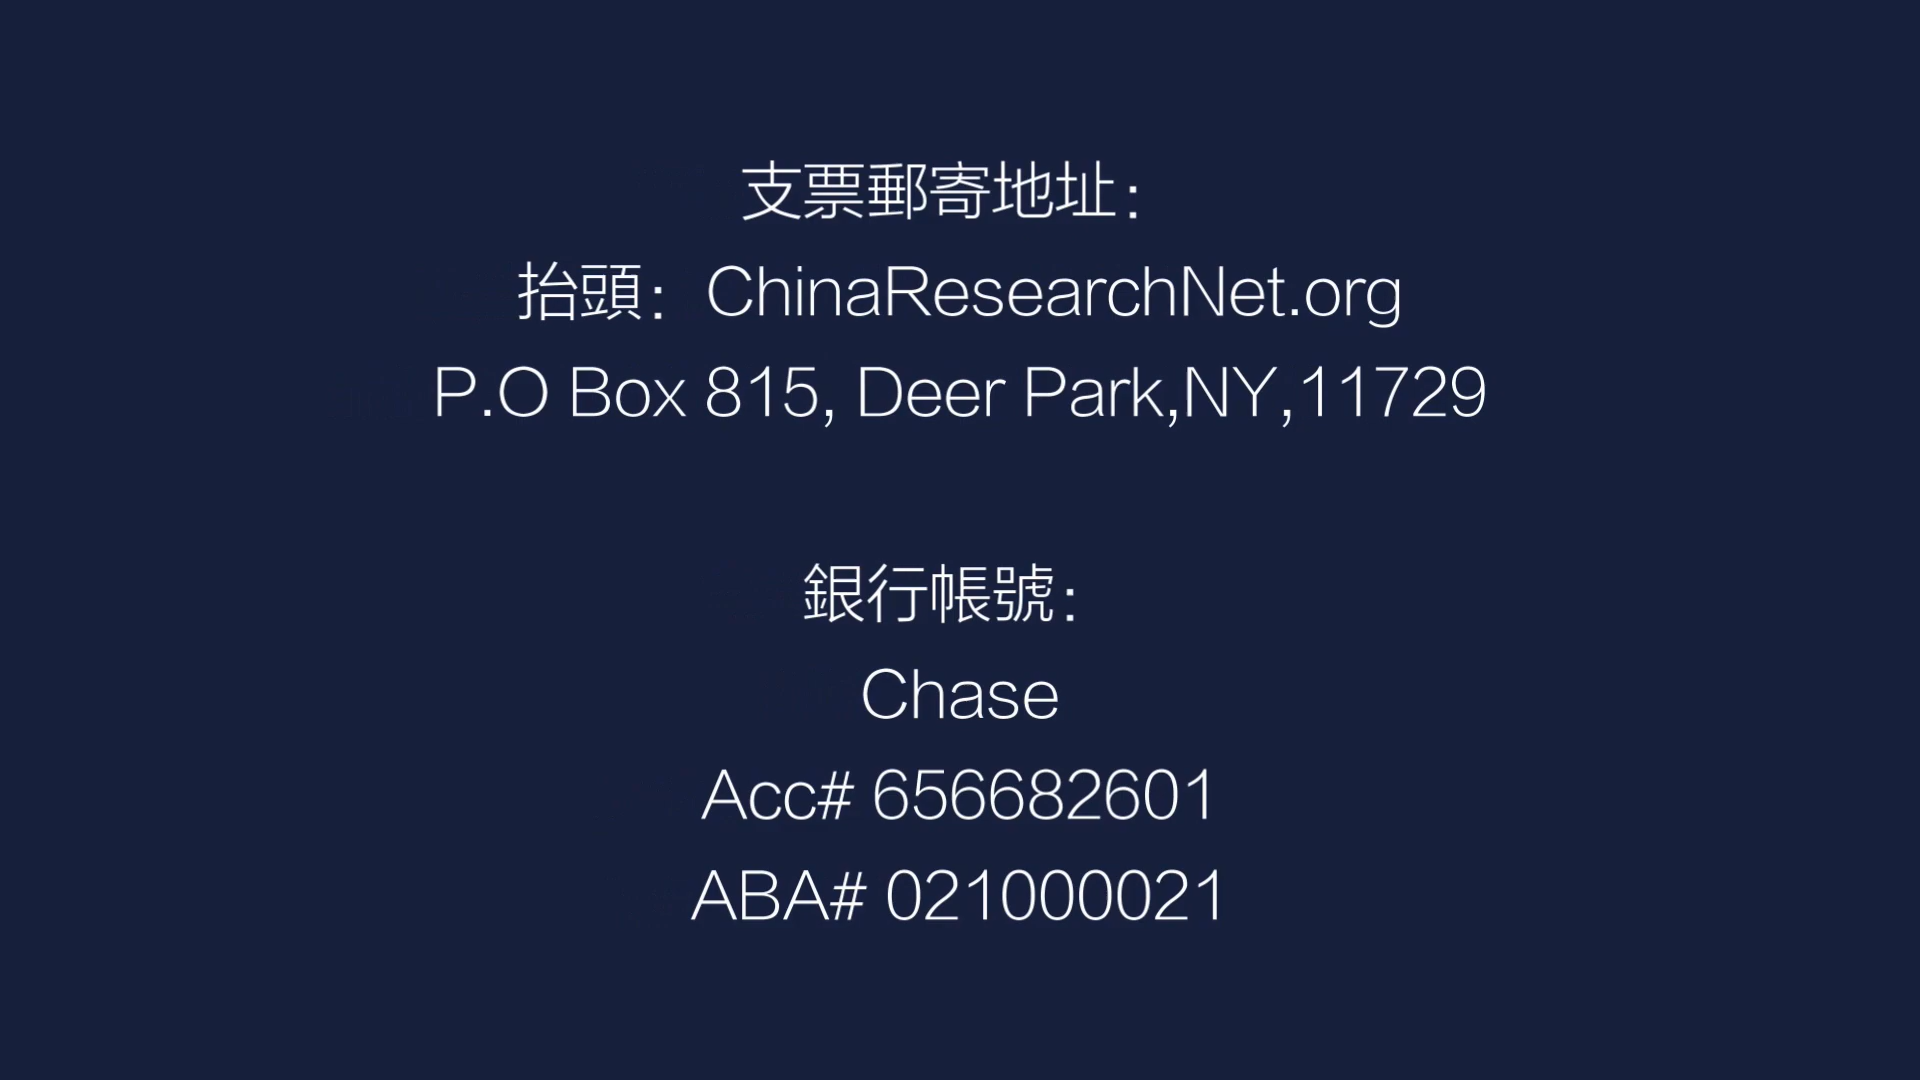 支票郵寄地址：
抬頭：ChinaResearchNet.org
P.O Box 815, Deer Park,NY,11729
銀行帳號：
Chase
Acc# 656682601
ABA# 021000021